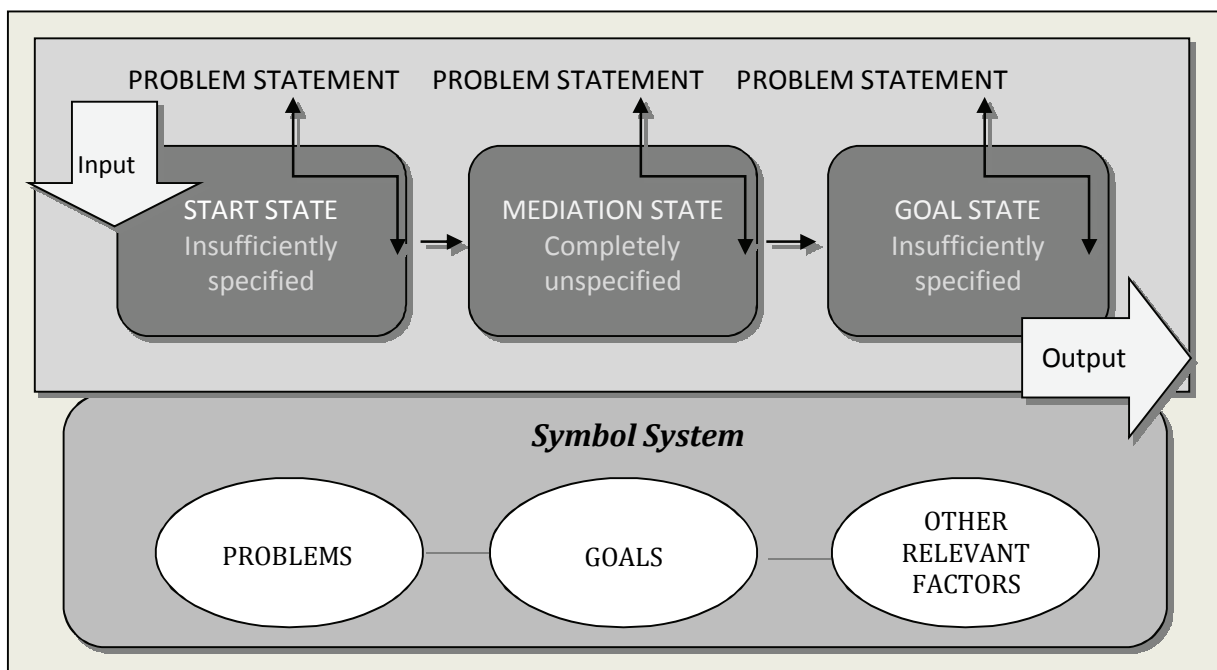 PROBLEM STATEMENT
PROBLEM STATEMENT
PROBLEM STATEMENT
Input
START STATE
Insufficiently
specified
MEDIATION STATE
Completely
unspecified
GOAL STATE
Insufficiently
specified
Output
Symbol System
PROBLEMS
GOALS
OTHER
RELEVANT
FACTORS